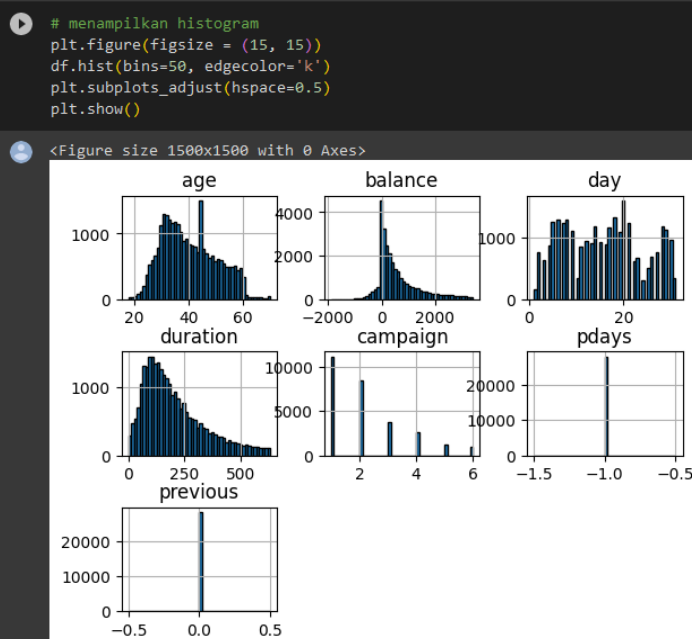 # menampilkan histogram
plt.figure(figsize = (15, 15))
df.hist(bins=50, edgecolor='k')
plt.subplots_adjust(hspace=0.5)
plt.show()
<Figure size 1500x1500 with 0 Axes>
age balance day
1000 4000 1000
2000
0 0 0
20 40 60 −2000 0 2000 0 20
duration campaign pdays
1000 10000 20000
5000 10000
0 0 0
0 250 500 2 4 6 −1.5 −1.0 −0.5
previous
20000
10000
0
−0.5 0.0 0.5